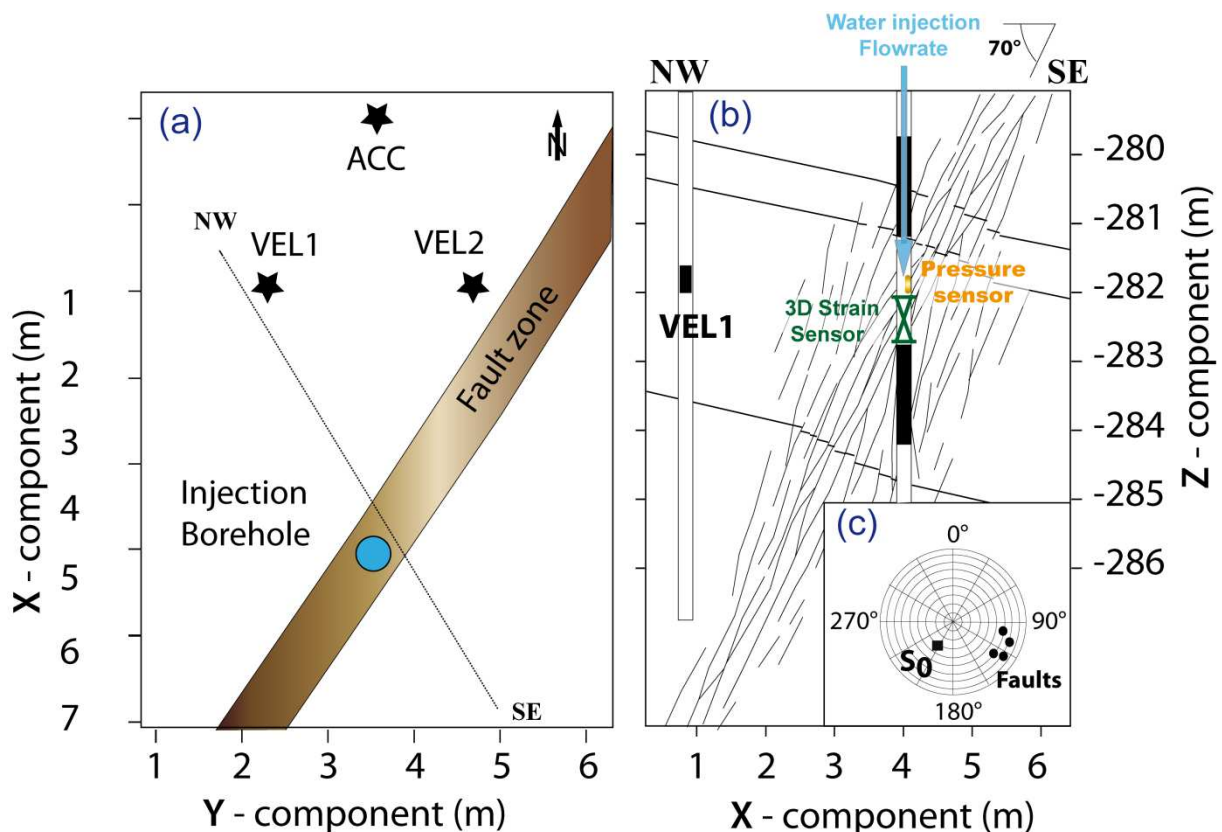 (a)
N
ACC
NW
VEL1
VEL2
Fault zone
Injection
Borehole
SE
X - component (m)
1
2
3
4
5
6
7
1 2 3 4 5 6
Y - component (m)
Water injection
Flowrate
70°
NW
SE
(b)
Pressure
sensor
3D Strain
Sensor
VEL1
-280
-281
-282
-283
-284
-285
-286
Z - component (m)
(c)
0°
270°
90°
S0
Faults
180°
1 2 3 4 5 6
X - component (m)